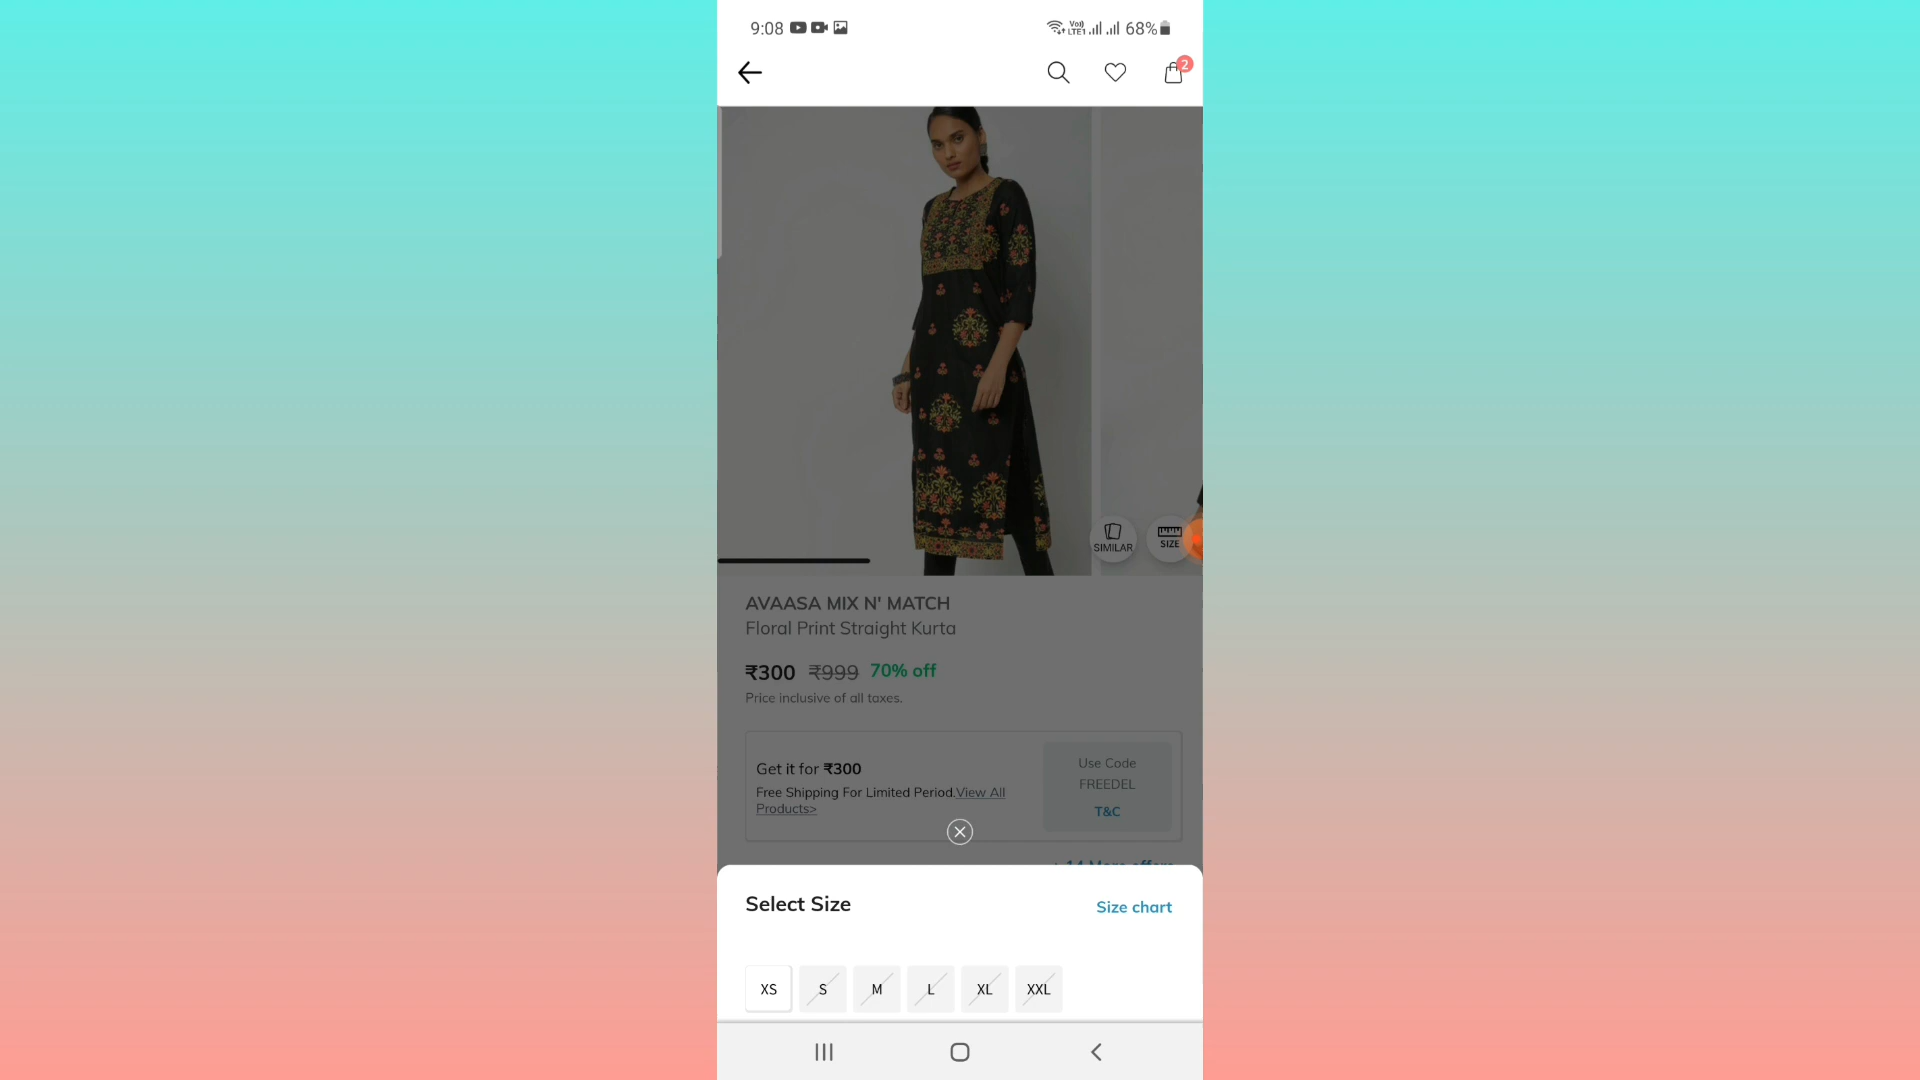 9:08 Vo) LTE1 68%
2
SIMILAR SIZE
AVAASA MIX N' MATCH
Floral Print Straight Kurta
₹300 ₹999 70% off
Price inclusive of all taxes.
Get it for ₹300
Free Shipping For Limited Period.View All
Products>
Use Code
FREEDEL
T&C
+ 14 More offers
Select Size
Size chart
XS S M L XL XXL